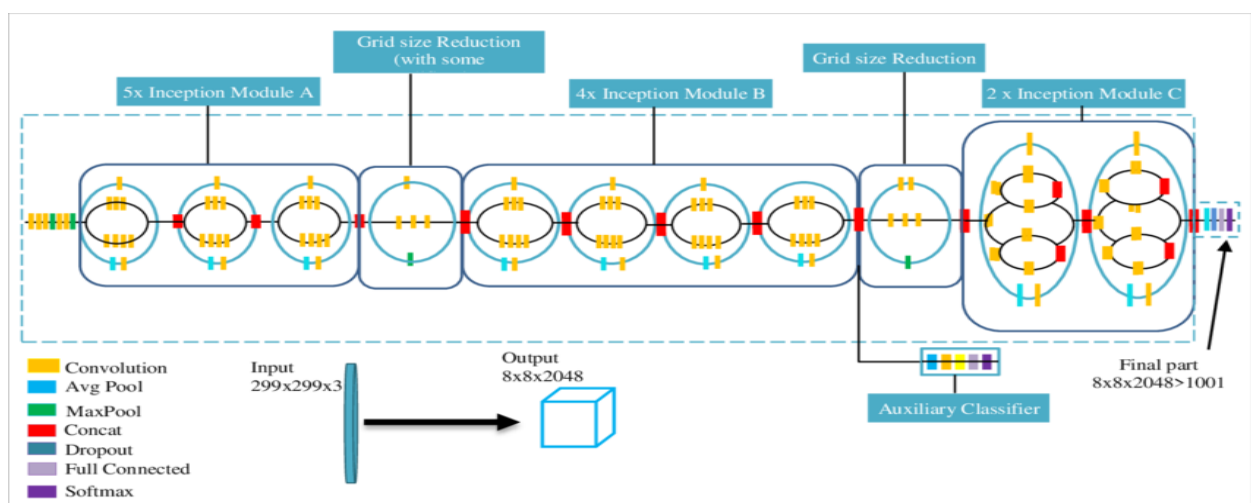 Grid size Reduction
(with some
Grid size Reduction
5x Inception Module A
4x Inception Module B
2 x Inception Module C
Convolution
Avg Pool
MaxPool
Concat
Dropout
Full Connected
Softmax
Input
299x299x3
Output
8x8x2048
Auxiliary Classifier
Final part
8x8x2048>1001